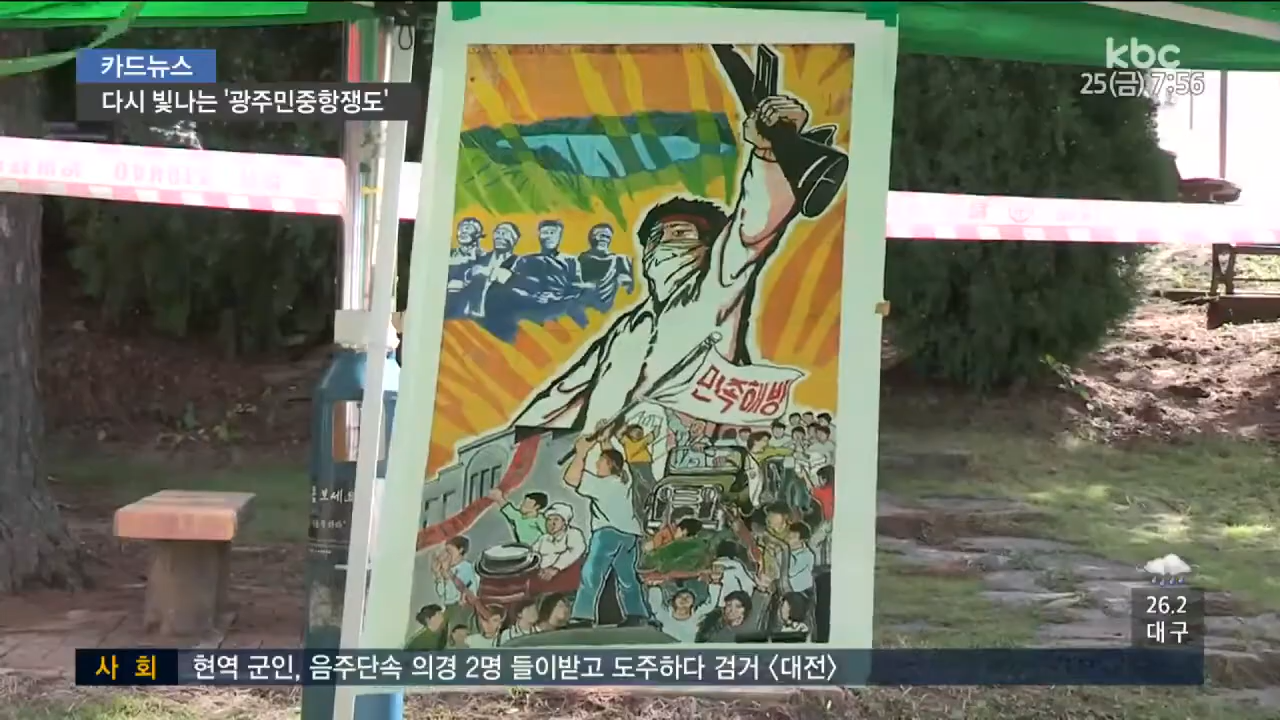 카드뉴스
다시 빛나는 '광주민중항쟁도'
kbc
25(금) 7:56
민족해방
26.2
대구
사 회
현역 군인, 음주단속 의경 2명 들이받고 도주하다 검거 <대전>